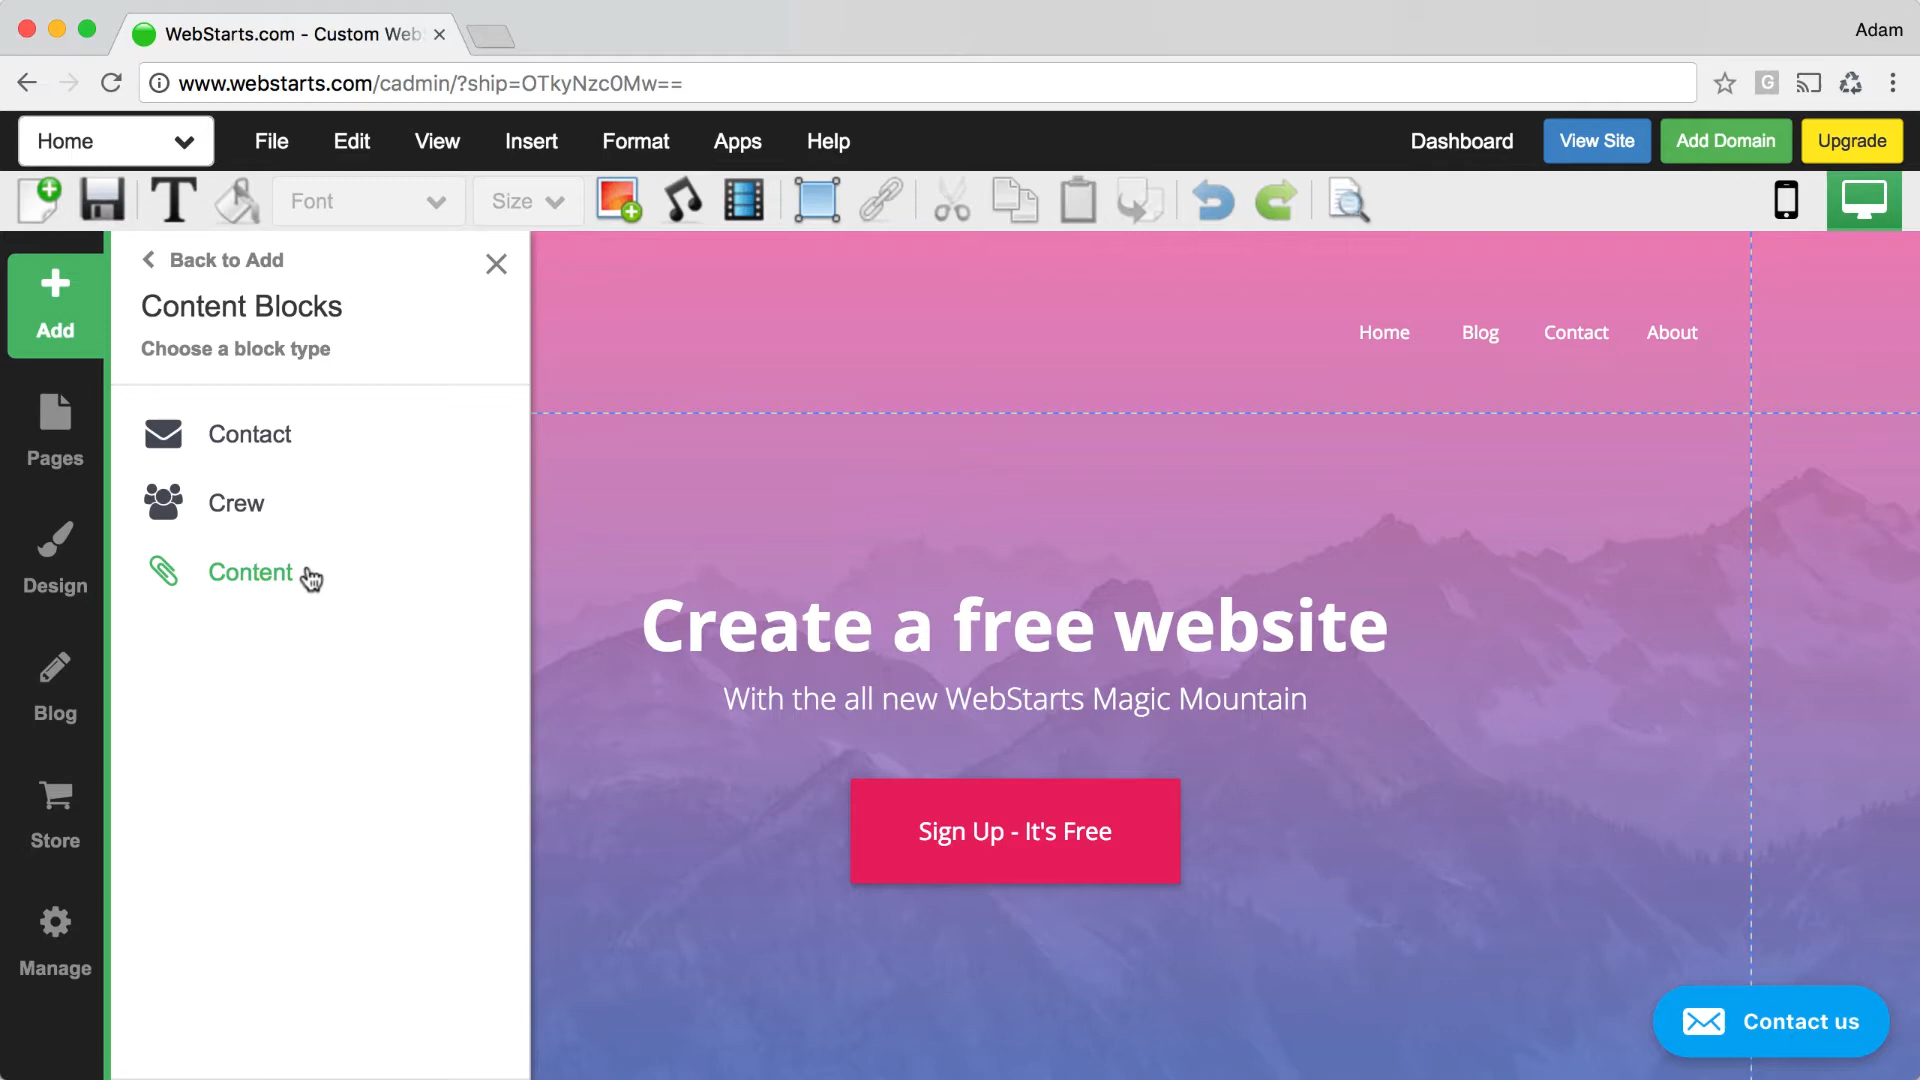 WebStarts.com - Custom Web
Adam
www.webstarts.com/cadmin/?ship=OTkyNzc0Mw==
G
Home File Edit View Insert Format Apps Help Dashboard View Site Add Domain Upgrade
T Font Size
Back to Add
Content Blocks
Choose a block type
Contact
Crew
Content
Add
Pages
Design
Blog
Store
Manage
Home Blog Contact About
Create a free website
With the all new WebStarts Magic Mountain
Sign Up - It's Free
Contact us